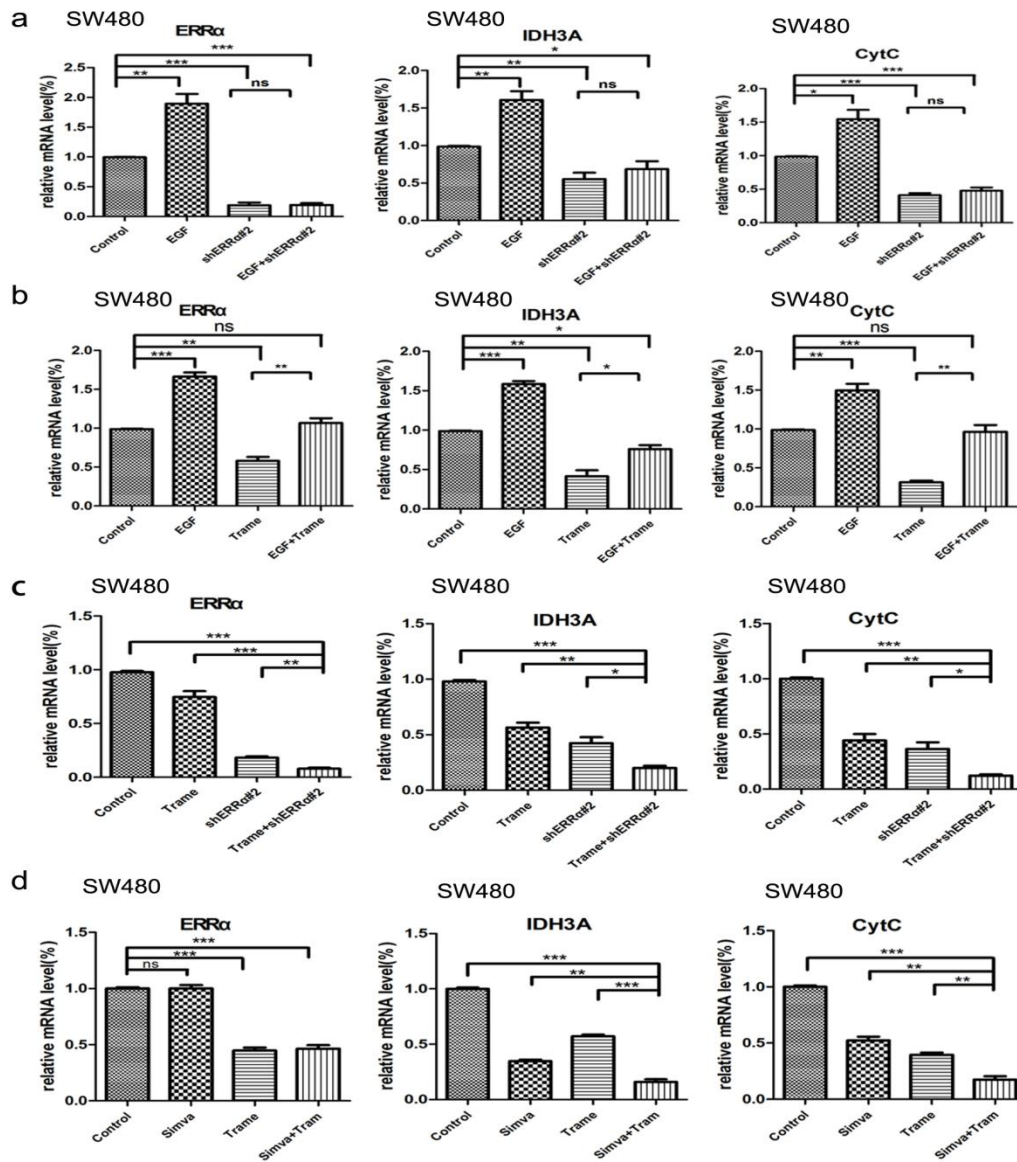 a SW480 SW480 SW480
ERRα IDH3A CytC
relative mRNA level(%)
2.5
2.0
1.5
1.0
0.5
0.0
***
***
**
ns
Control
EGF
shERRα#2
EGF+shERRα#2
relative mRNA level(%)
2.0
1.5
1.0
0.5
0.0
*
**
**
ns
Control
EGF
shERRα#2
EGF+shERRα#2
relative mRNA level(%)
2.0
1.5
1.0
0.5
0.0
***
***
*
ns
Control
EGF
shERRα#2
EGF+shERRα#2
b SW480 SW480 SW480
ERRα IDH3A CytC
relative mRNA level(%)
2.0
1.5
1.0
0.5
0.0
ns
**
***
**
Control
EGF
Trame
EGF+Trame
relative mRNA level(%)
2.0
1.5
1.0
0.5
0.0
*
**
***
*
Control
EGF
Trame
EGF+Trame
relative mRNA level(%)
2.0
1.5
1.0
0.5
0.0
ns
***
**
**
Control
EGF
Trame
EGF+Trame
c SW480 SW480 SW480
ERRα IDH3A CytC
relative mRNA level(%)
1.5
1.0
0.5
0.0
***
***
**
Control
Trame
shERRα#2
Trame+shERRα#2
relative mRNA level(%)
1.5
1.0
0.5
0.0
***
**
*
Control
Trame
shERRα#2
Trame+shERRα#2
relative mRNA level(%)
1.5
1.0
0.5
0.0
***
**
*
Control
Trame
shERRα#2
Trame+shERRα#2
d SW480 SW480 SW480
ERRα IDH3A CytC
relative mRNA level(%)
1.5
1.0
0.5
0.0
***
***
ns
Control
Simva
Trame
Simva+Tram
relative mRNA level(%)
1.5
1.0
0.5
0.0
***
**
***
Control
Simva
Trame
Simva+Tram
relative mRNA level(%)
1.5
1.0
0.5
0.0
***
**
**
Control
Simva
Trame
Simva+Tram